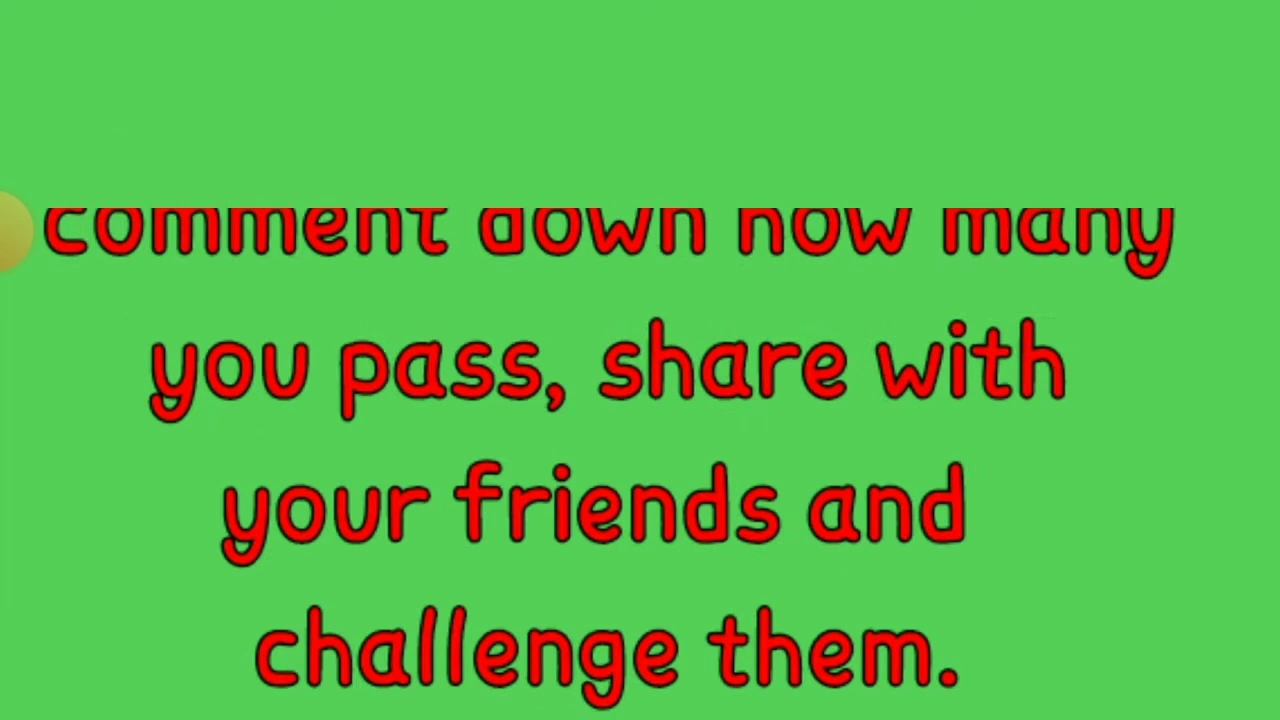 comment down how many
you pass, share with
your friends and
challenge them.